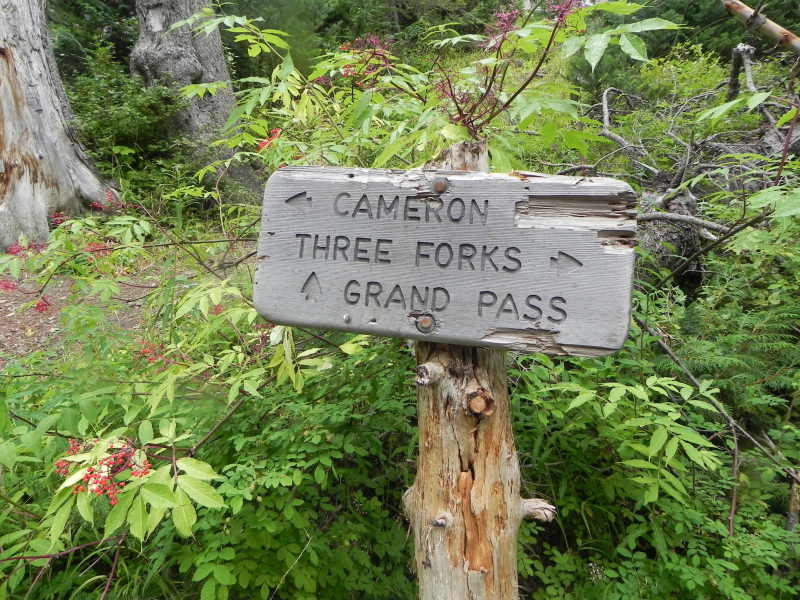 ← CAMERON
THREE FORKS →
↑ GRAND PASS